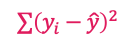 ∑(yᵢ − ŷ)²